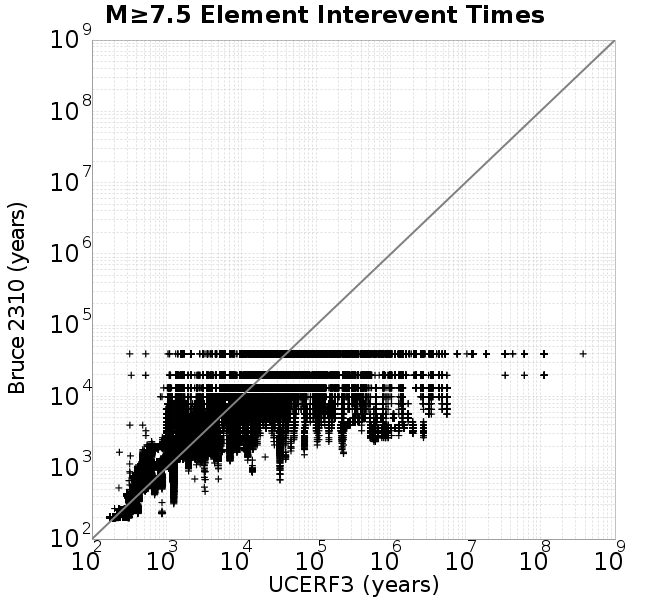 M≥7.5 Element Interevent Times
Bruce 2310 (years)
10^9
10^8
10^7
10^6
10^5
10^4
10^3
10^2
10^2 10^3 10^4 10^5 10^6 10^7 10^8 10^9
UCERF3 (years)